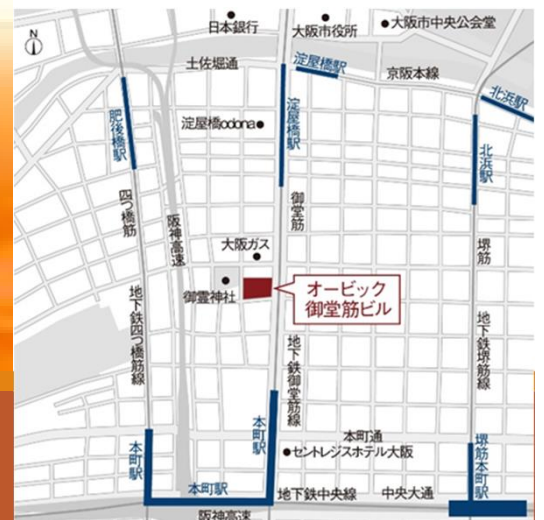 N
日本銀行
大阪市役所
大阪市中央公会堂
土佐堀通
淀屋橋駅
京阪本線
北浜駅
肥後橋駅
淀屋橋odona
淀屋橋駅
北浜駅
四つ橋筋
阪神高速
御堂筋
堺筋
大阪ガス
御霊神社
オービック
御堂筋ビル
地下鉄四つ橋筋線
地下鉄御堂筋線
地下鉄堺筋線
本町駅
本町駅
本町通
セントレジスホテル大阪
堺筋本町駅
本町駅
地下鉄中央線
中央大通
阪神高速